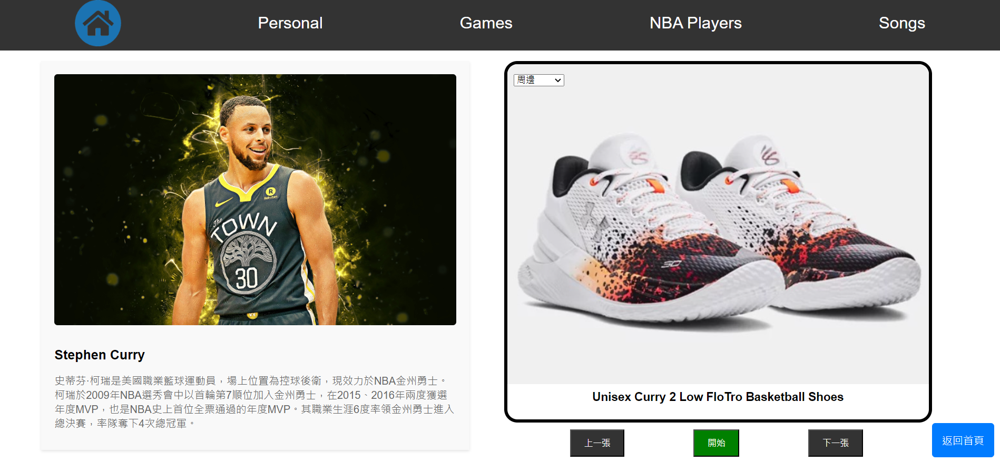 Personal
Games
NBA Players
Songs
The
TOWN
30
R
Rakuten
W
Stephen Curry
史蒂芬·柯瑞是美國職業籃球運動員，場上位置為控球後衛，現效力於NBA金州勇士。
柯瑞於2009年NBA選秀會中以首輪第7順位加入金州勇士，在2015、2016年兩度獲選
年度MVP，也是NBA史上首位全票通過的年度MVP。其職業生涯6度率領金州勇士進入
總決賽，率隊奪下4次總冠軍。
周邊
Unisex Curry 2 Low FloTro Basketball Shoes
上一張
開始
下一張
返回首頁